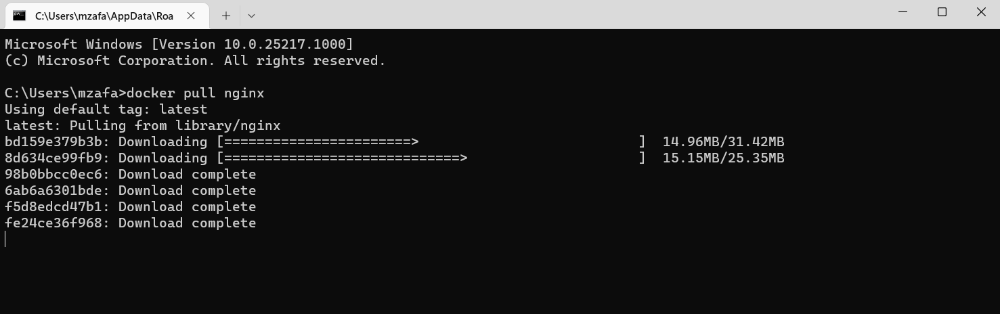 C:\Users\mzafa\AppData\Roa
Microsoft Windows [Version 10.0.25217.1000]
(c) Microsoft Corporation. All rights reserved.
C:\Users\mzafa>docker pull nginx
Using default tag: latest
latest: Pulling from library/nginx
bd159e379b3b: Downloading [=======================>                           ]  14.96MB/31.42MB
8d634ce99fb9: Downloading [=============================>                     ]  15.15MB/25.35MB
98b0bbcc0ec6: Download complete
6ab6a6301bde: Download complete
f5d8edcd47b1: Download complete
fe24ce36f968: Download complete